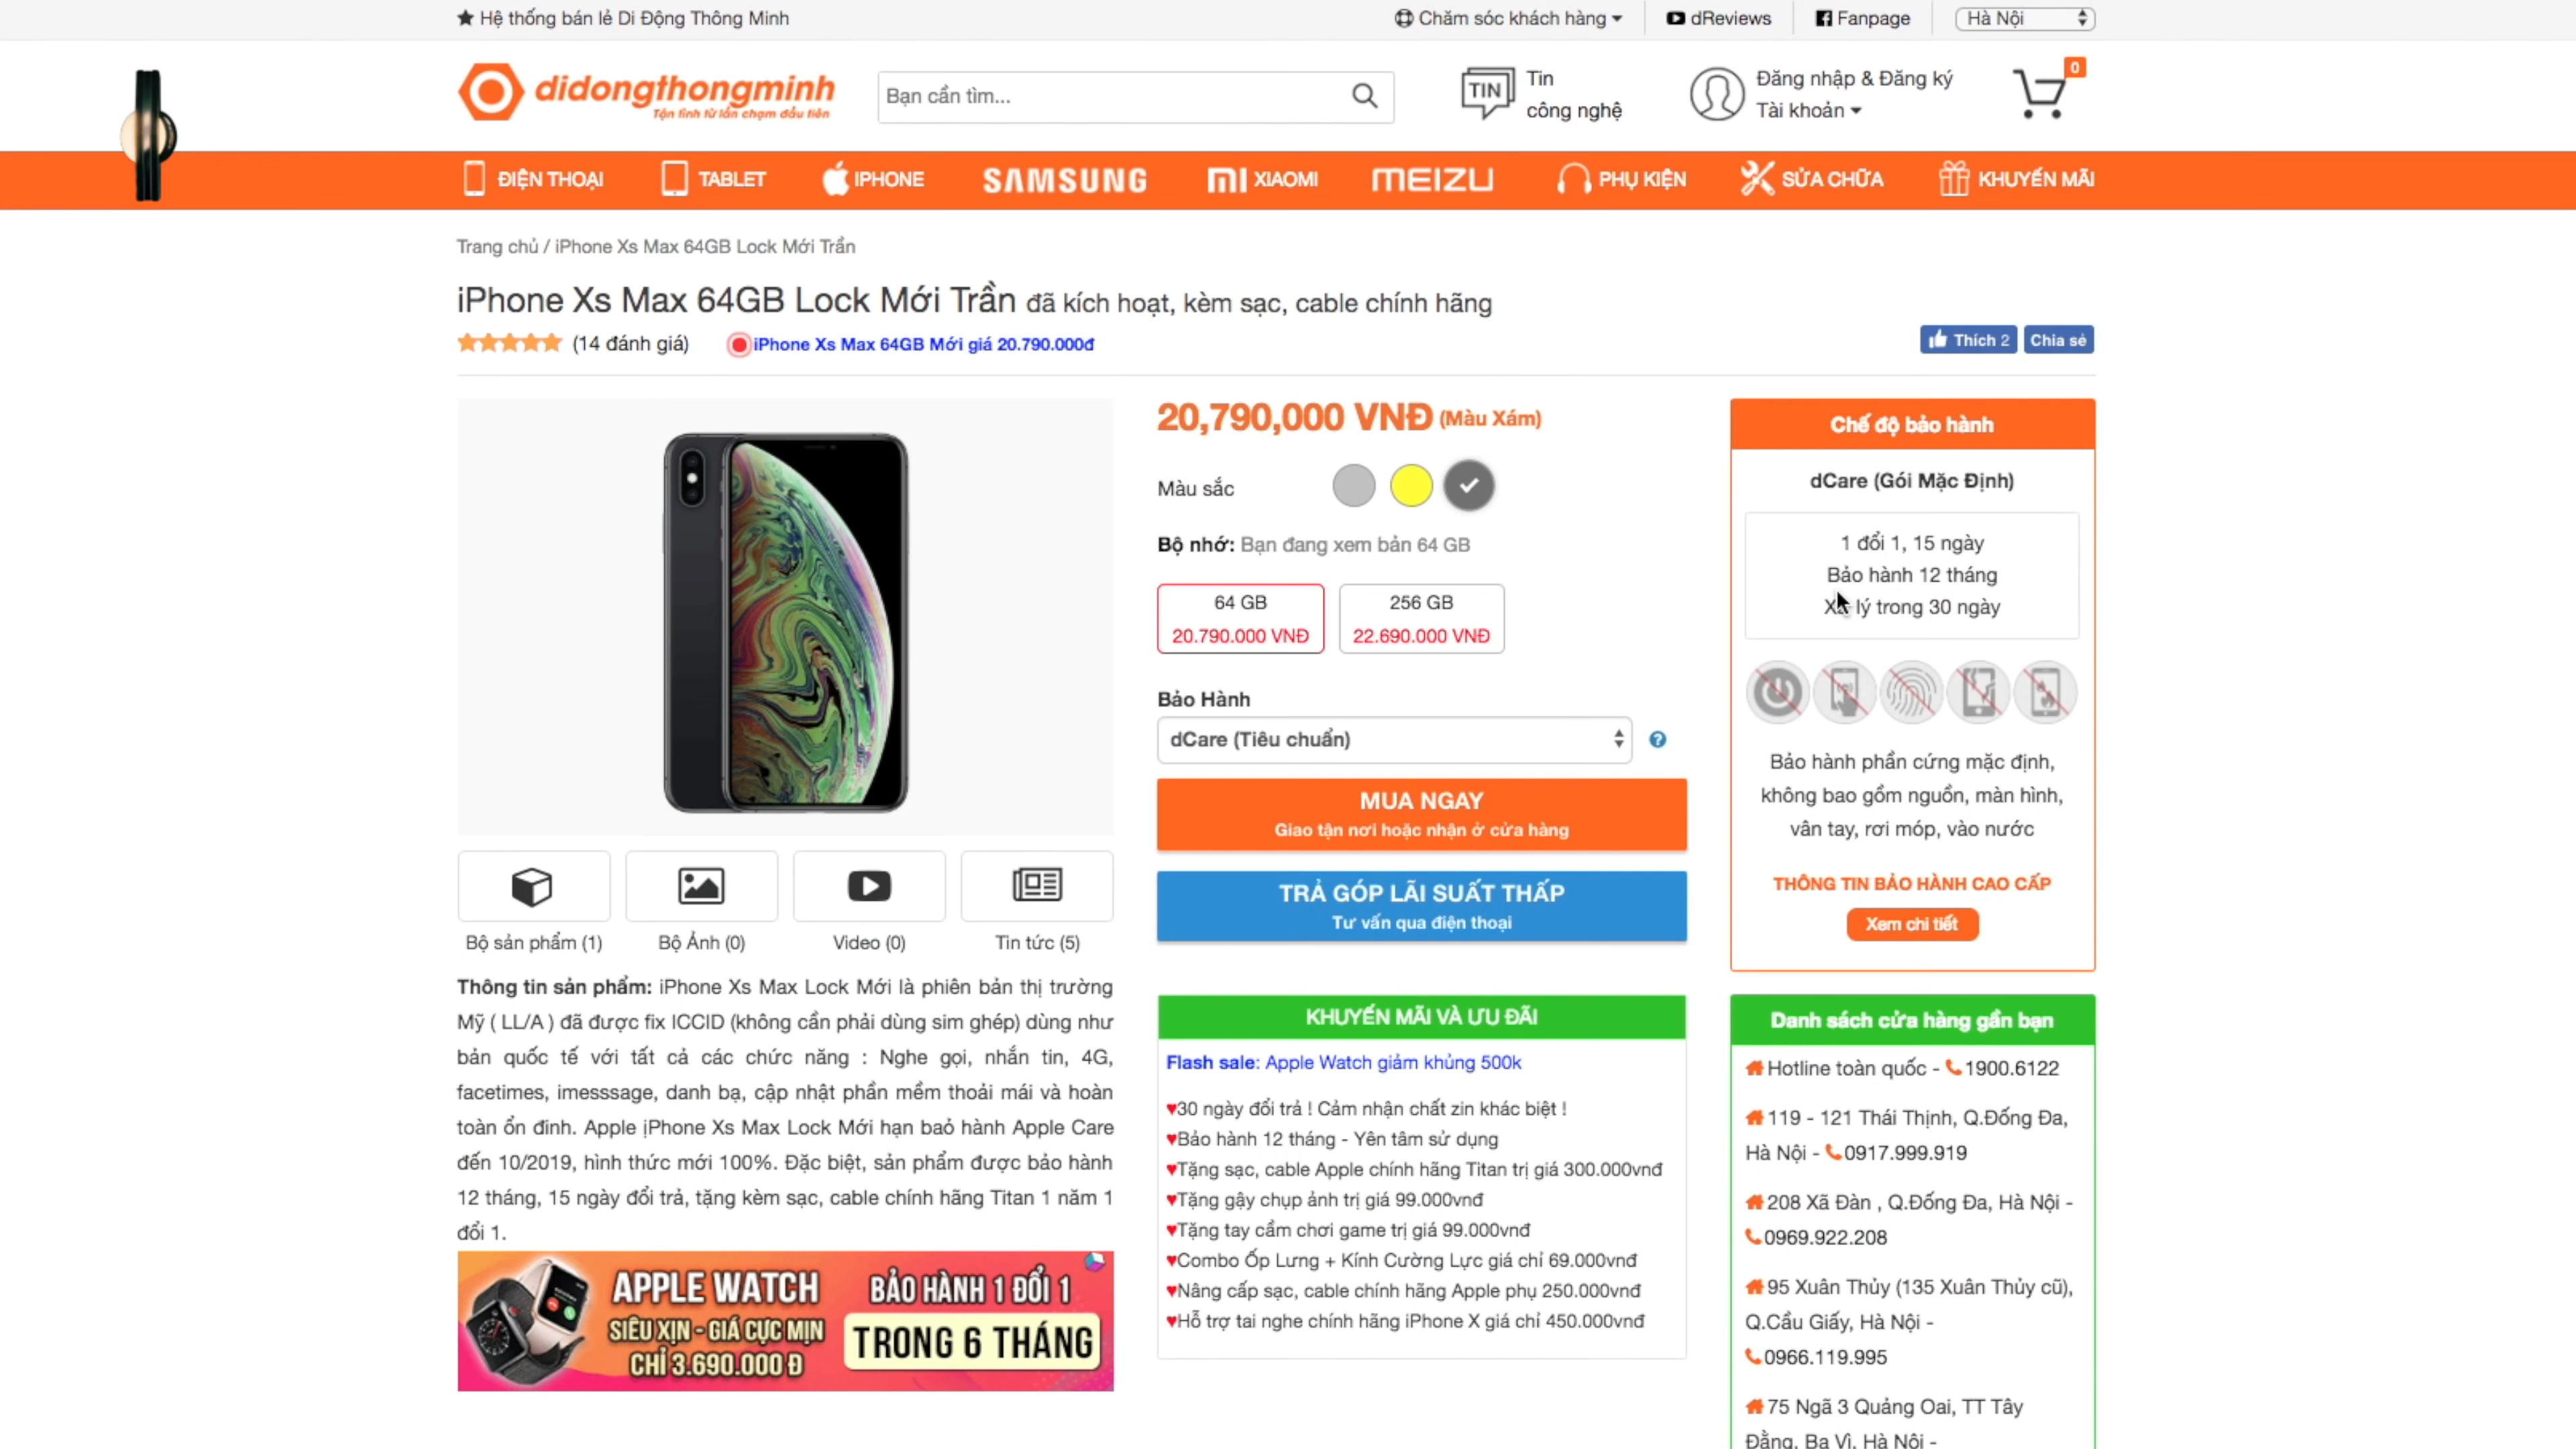 ★ Hệ thống bán lẻ Di Động Thông Minh
Chăm sóc khách hàng
dReviews
Fanpage
Hà Nội
didongthongminh
Tận tình từ lần chạm đầu tiên
Bạn cần tìm...
TIN
Tin
công nghệ
Đăng nhập & Đăng ký
Tài khoản
0
ĐIỆN THOẠI
TABLET
IPHONE
SAMSUNG
MI XIAOMI
MEIZU
PHỤ KIỆN
SỬA CHỮA
KHUYẾN MÃI
Trang chủ / iPhone Xs Max 64GB Lock Mới Trần
iPhone Xs Max 64GB Lock Mới Trần đã kích hoạt, kèm sạc, cable chính hãng
(14 đánh giá)
iPhone Xs Max 64GB Mới giá 20.790.000đ
Thích 2
Chia sẻ
20,790,000 VNĐ (Màu Xám)
Màu sắc
Bộ nhớ: Bạn đang xem bản 64 GB
64 GB
20.790.000 VNĐ
256 GB
22.690.000 VNĐ
Bảo Hành
dCare (Tiêu chuẩn)
?
MUA NGAY
Giao tận nơi hoặc nhận ở cửa hàng
TRẢ GÓP LÃI SUẤT THẤP
Tư vấn qua điện thoại
Chế độ bảo hành
dCare (Gói Mặc Định)
1 đổi 1, 15 ngày
Bảo hành 12 tháng
Xử lý trong 30 ngày
Bảo hành phần cứng mặc định,
không bao gồm nguồn, màn hình,
vân tay, rơi móp, vào nước
THÔNG TIN BẢO HÀNH CAO CẤP
Xem chi tiết
Bộ sản phẩm (1)
Bộ Ảnh (0)
Video (0)
Tin tức (5)
Thông tin sản phẩm: iPhone Xs Max Lock Mới là phiên bản thị trường
Mỹ ( LL/A ) đã được fix ICCID (không cần phải dùng sim ghép) dùng như
bản quốc tế với tất cả các chức năng : Nghe gọi, nhắn tin, 4G,
facetimes, imesssage, danh bạ, cập nhật phần mềm thoải mái và hoàn
toàn ổn đinh. Apple iPhone Xs Max Lock Mới hạn baỏ hành Apple Care
đến 10/2019, hình thức mới 100%. Đặc biệt, sản phẩm được bảo hành
12 tháng, 15 ngày đổi trả, tặng kèm sạc, cable chính hãng Titan 1 năm 1
đổi 1.
APPLE WATCH
SIÊU XỊN - GIÁ CỰC MỊN
CHỈ 3.690.000 Đ
BẢO HÀNH 1 ĐỔI 1
TRONG 6 THÁNG
KHUYẾN MÃI VÀ ƯU ĐÃI
Flash sale: Apple Watch giảm khủng 500k
♥30 ngày đổi trả ! Cảm nhận chất zin khác biệt !
♥Bảo hành 12 tháng - Yên tâm sử dụng
♥Tặng sạc, cable Apple chính hãng Titan trị giá 300.000vnđ
♥Tặng gậy chụp ảnh trị giá 99.000vnđ
♥Tặng tay cầm chơi game trị giá 99.000vnđ
♥Combo Ốp Lưng + Kính Cường Lực giá chỉ 69.000vnđ
♥Nâng cấp sạc, cable chính hãng Apple phụ 250.000vnđ
♥Hỗ trợ tai nghe chính hãng iPhone X giá chỉ 450.000vnđ
Danh sách cửa hàng gần bạn
Hotline toàn quốc - 1900.6122
119 - 121 Thái Thịnh, Q.Đống Đa,
Hà Nội - 0917.999.919
208 Xã Đàn , Q.Đống Đa, Hà Nội -
0969.922.208
95 Xuân Thủy (135 Xuân Thủy cũ),
Q.Cầu Giấy, Hà Nội -
0966.119.995
75 Ngã 3 Quảng Oai, TT Tây
Đằng, Ba Vì, Hà Nội -